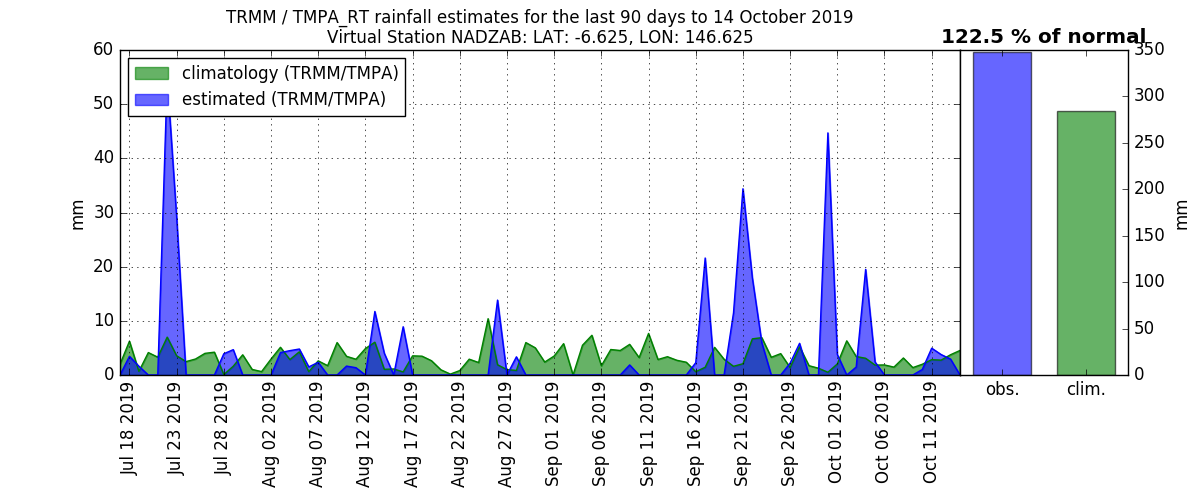 TRMM / TMPA_RT rainfall estimates for the last 90 days to 14 October 2019
Virtual Station NADZAB: LAT: -6.625, LON: 146.625
122.5 % of normal
climatology (TRMM/TMPA)
estimated (TRMM/TMPA)
60
50
40
30
20
10
0
mm
Jul 18 2019
Jul 23 2019
Jul 28 2019
Aug 02 2019
Aug 07 2019
Aug 12 2019
Aug 17 2019
Aug 22 2019
Aug 27 2019
Sep 01 2019
Sep 06 2019
Sep 11 2019
Sep 16 2019
Sep 21 2019
Sep 26 2019
Oct 01 2019
Oct 06 2019
Oct 11 2019
350
300
250
200
150
100
50
0
mm
obs.
clim.